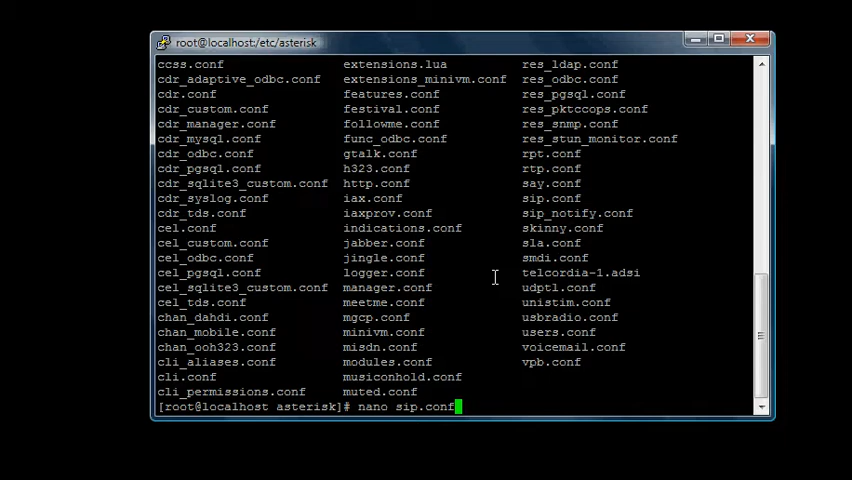 root@localhost:/etc/asterisk
ccss.conf extensions.lua res_ldap.conf
cdr_adaptive_odbc.conf extensions_minivm.conf res_odbc.conf
cdr.conf features.conf res_pgsql.conf
cdr_custom.conf festival.conf res_pktccops.conf
cdr_manager.conf followme.conf res_snmp.conf
cdr_mysql.conf func_odbc.conf res_stun_monitor.conf
cdr_odbc.conf gtalk.conf rpt.conf
cdr_pgsql.conf h323.conf rtp.conf
cdr_sqlite3_custom.conf http.conf say.conf
cdr_syslog.conf iax.conf sip.conf
cdr_tds.conf iaxprov.conf sip_notify.conf
cel.conf indications.conf skinny.conf
cel_custom.conf jabber.conf sla.conf
cel_odbc.conf jingle.conf smdi.conf
cel_pgsql.conf logger.conf telcordia-1.adsi
cel_sqlite3_custom.conf manager.conf udptl.conf
cel_tds.conf meetme.conf unistim.conf
chan_dahdi.conf mgcp.conf usbradio.conf
chan_mobile.conf minivm.conf users.conf
chan_ooh323.conf misdn.conf voicemail.conf
cli_aliases.conf modules.conf vpb.conf
cli.conf musiconhold.conf
cli_permissions.conf muted.conf
[root@localhost asterisk]# nano sip.conf